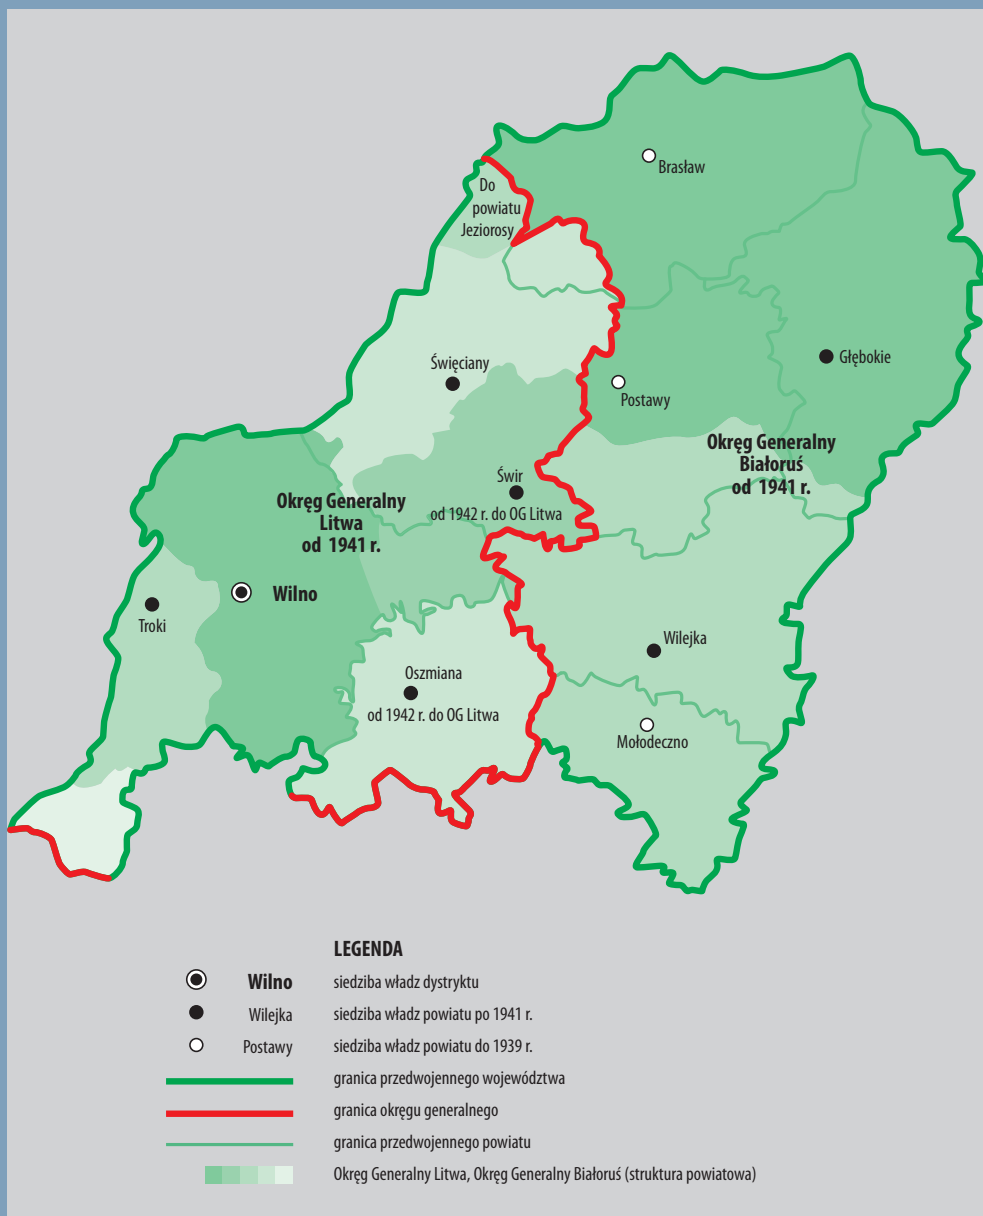 Brasław
Do
powiatu
Jeziorosy
Święciany
Głębokie
Postawy
Okręg Generalny
Białoruś
od 1941 r.
Świr
od 1942 r. do OG Litwa
Okręg Generalny
Litwa
od 1941 r.
Wilno
Troki
Wilejka
Oszmiana
od 1942 r. do OG Litwa
Mołodeczno
LEGENDA
Wilno siedziba władz dystryktu
Wilejka siedziba władz powiatu po 1941 r.
Postawy siedziba władz powiatu do 1939 r.
granica przedwojennego województwa
granica okręgu generalnego
granica przedwojennego powiatu
Okręg Generalny Litwa, Okręg Generalny Białoruś (struktura powiatowa)